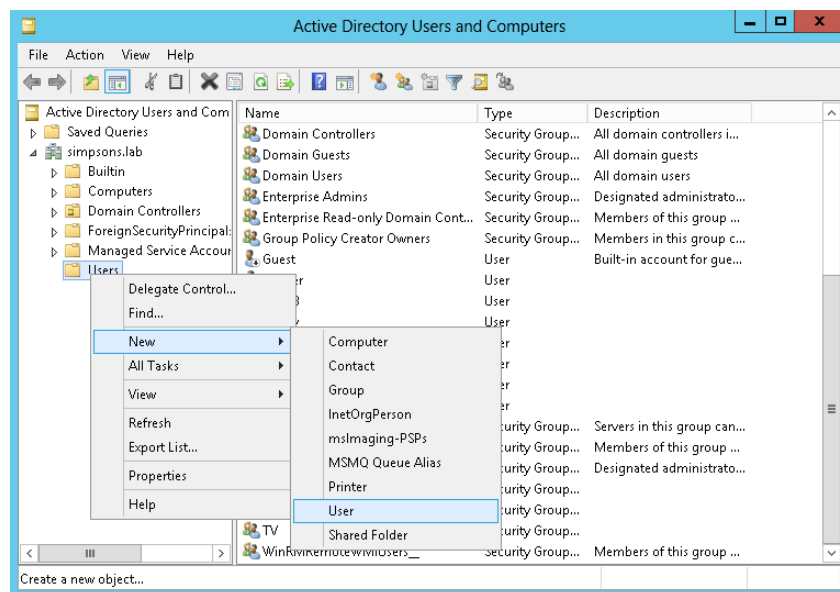 Active Directory Users and Computers
File Action View Help
Active Directory Users and Com
Saved Queries
simpsons.lab
Builtin
Computers
Domain Controllers
ForeignSecurityPrincipal:
Managed Service Accour
Users
Name Type Description
Domain Controllers Security Group... All domain controllers i...
Domain Guests Security Group... All domain guests
Domain Users Security Group... All domain users
Enterprise Admins Security Group... Designated administrato...
Enterprise Read-only Domain Cont... Security Group... Members of this group ...
Group Policy Creator Owners Security Group... Members in this group c...
Guest User Built-in account for gue...
User
User
User
Servers in this group can...
Members of this group ...
Designated administrato...
TV
WinRMRemoteWMIUsers__ Security Group... Members of this group ...
Delegate Control...
Find...
New
All Tasks
View
Refresh
Export List...
Properties
Help
Computer
Contact
Group
InetOrgPerson
msImaging-PSPs
MSMQ Queue Alias
Printer
User
Shared Folder
Create a new object...